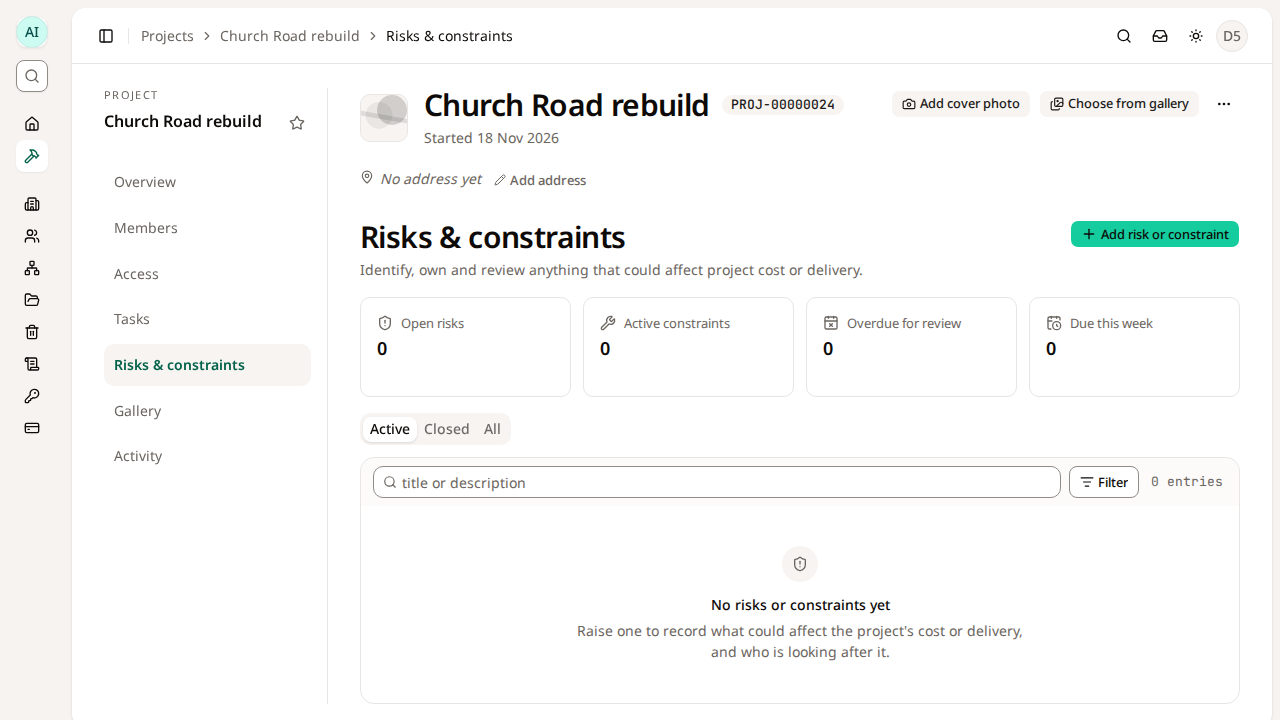 AI
Projects
Church Road rebuild
Risks & constraints
D5
PROJECT
Church Road rebuild
Overview
Members
Access
Tasks
Risks & constraints
Gallery
Activity
Church Road rebuild
PROJ-00000024
Add cover photo
Choose from gallery
Started 18 Nov 2026
No address yet
Add address
Risks & constraints
Add risk or constraint
Identify, own and review anything that could affect project cost or delivery.
Open risks
0
Active constraints
0
Overdue for review
0
Due this week
0
Active
Closed
All
title or description
Filter
0 entries
No risks or constraints yet
Raise one to record what could affect the project's cost or delivery,
and who is looking after it.